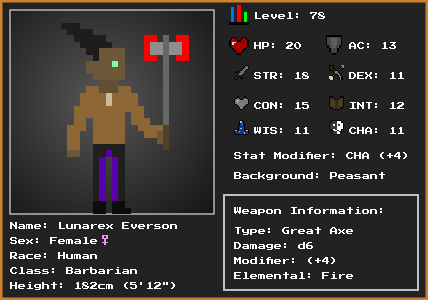 Level: 78
HP: 20
AC: 13
STR: 18
DEX: 11
CON: 15
INT: 12
WIS: 11
CHA: 11
Stat Modifier: CHA (+4)
Background: Peasant
Name: Lunarex Everson
Sex: Female♀
Race: Human
Class: Barbarian
Height: 182cm (5'12")
Weapon Information:
Type: Great Axe
Damage: d6
Modifier: (+4)
Elemental: Fire